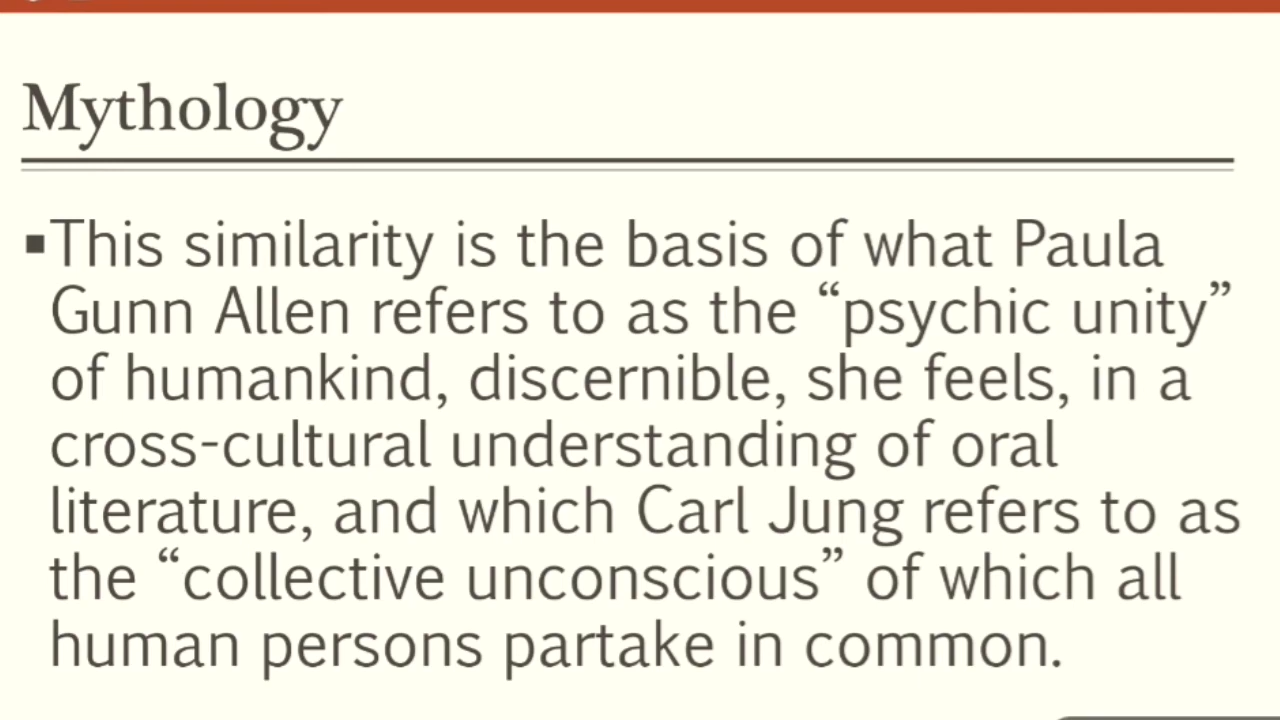 Mythology
▪This similarity is the basis of what Paula
Gunn Allen refers to as the “psychic unity”
of humankind, discernible, she feels, in a
cross-cultural understanding of oral
literature, and which Carl Jung refers to as
the “collective unconscious” of which all
human persons partake in common.